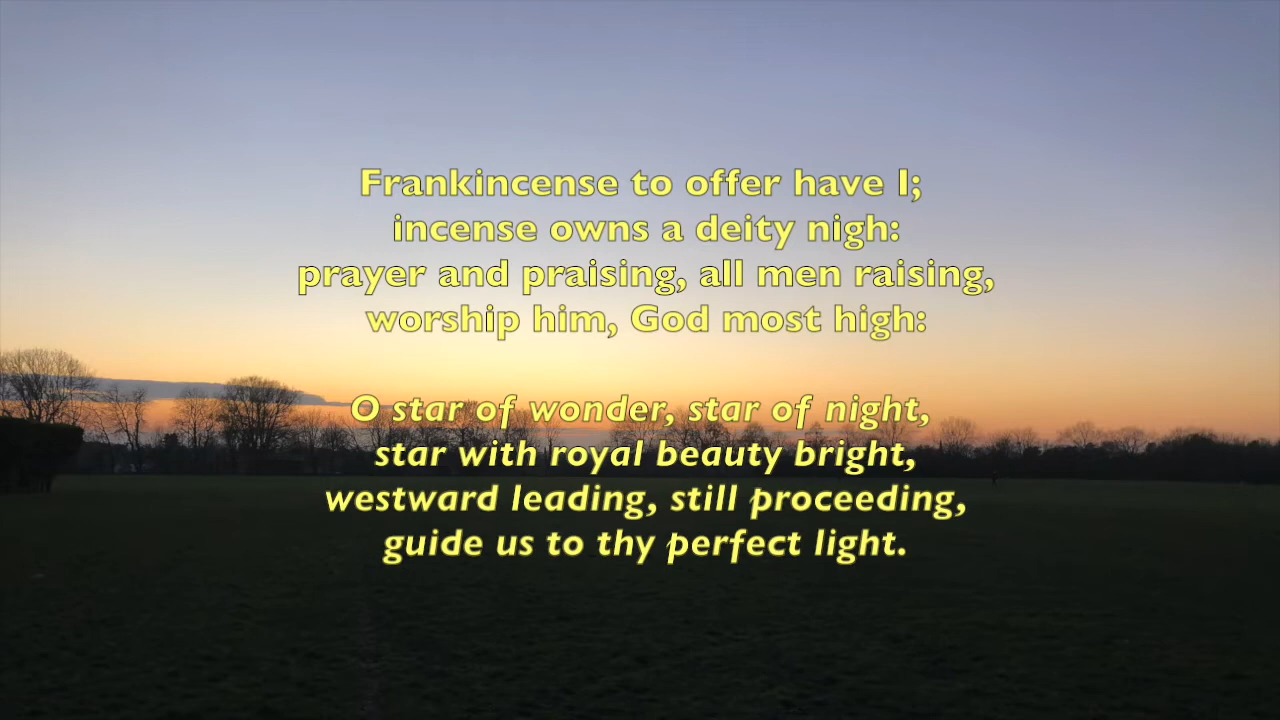 Frankincense to offer have I;
incense owns a deity nigh:
prayer and praising, all men raising,
worship him, God most high:
O star of wonder, star of night,
star with royal beauty bright,
westward leading, still proceeding,
guide us to thy perfect light.